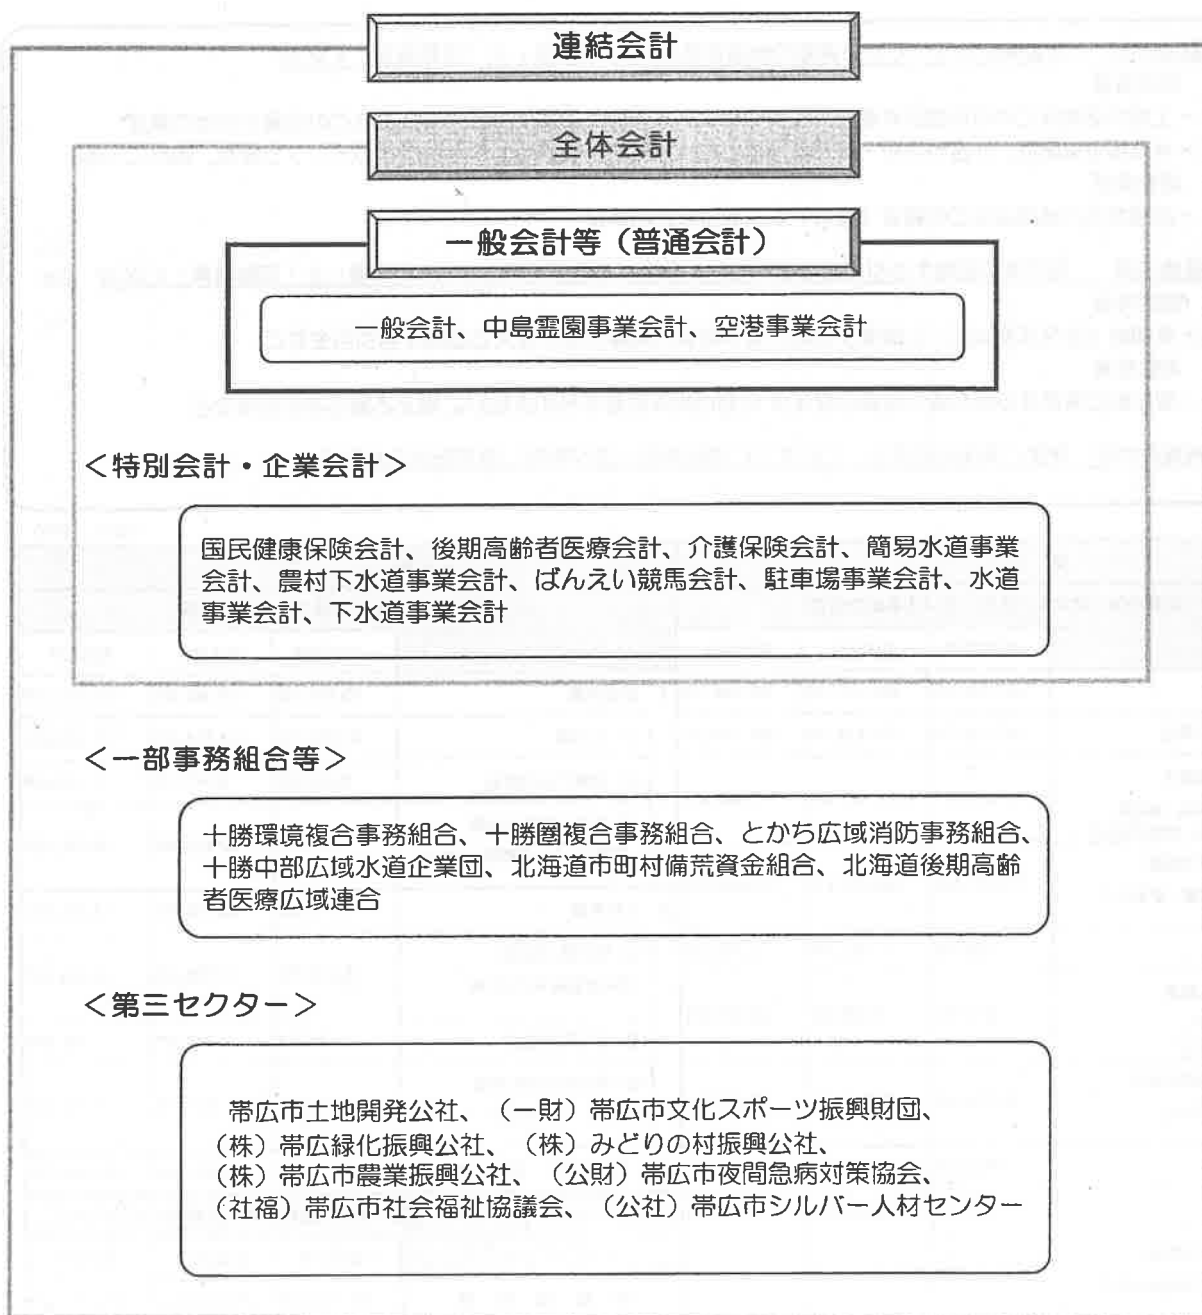 連結会計
全体会計
一般会計等（普通会計）
一般会計、中島霊園事業会計、空港事業会計
＜特別会計・企業会計＞
国民健康保険会計、後期高齢者医療会計、介護保険会計、簡易水道事業
会計、農村下水道事業会計、ばんえい競馬会計、駐車場事業会計、水道
事業会計、下水道事業会計
＜一部事務組合等＞
十勝環境複合事務組合、十勝圏複合事務組合、とかち広域消防事務組合、
十勝中部広域水道企業団、北海道市町村備荒資金組合、北海道後期高齢
者医療広域連合
＜第三セクター＞
帯広市土地開発公社、（一財）帯広市文化スポーツ振興財団、
（株）帯広緑化振興公社、（株）みどりの村振興公社、
（株）帯広市農業振興公社、（公財）帯広市夜間急病対策協会、
（社福）帯広市社会福祉協議会、（公社）帯広市シルバー人材センター